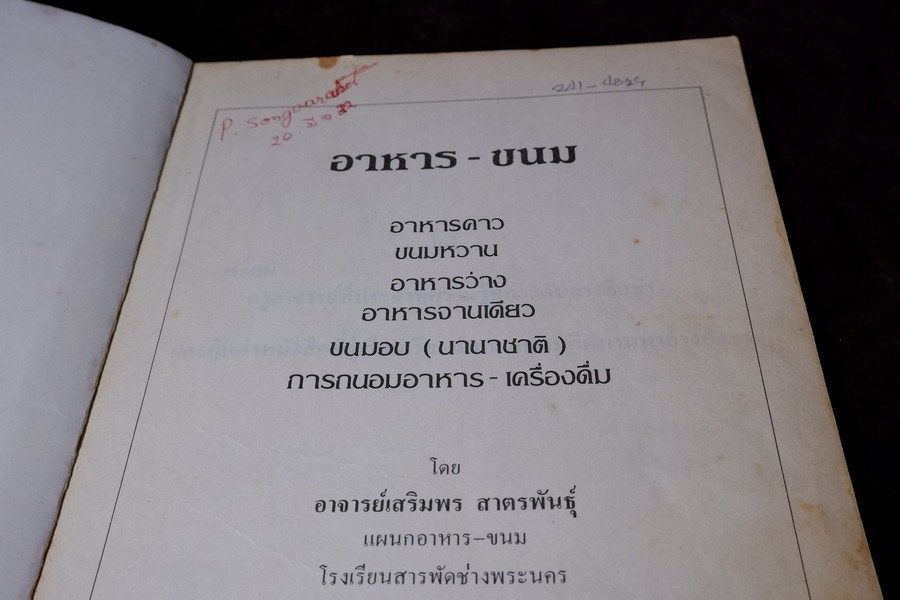 P. Songvarasit
20 มี.ค. 32
241-4824
อาหาร - ขนม
อาหารคาว
ขนมหวาน
อาหารว่าง
อาหารจานเดียว
ขนมอบ ( นานาชาติ )
การถนอมอาหาร - เครื่องดื่ม
โดย
อาจารย์เสริมพร สาตรพันธุ์
แผนกอาหาร-ขนม
โรงเรียนสารพัดช่างพระนคร